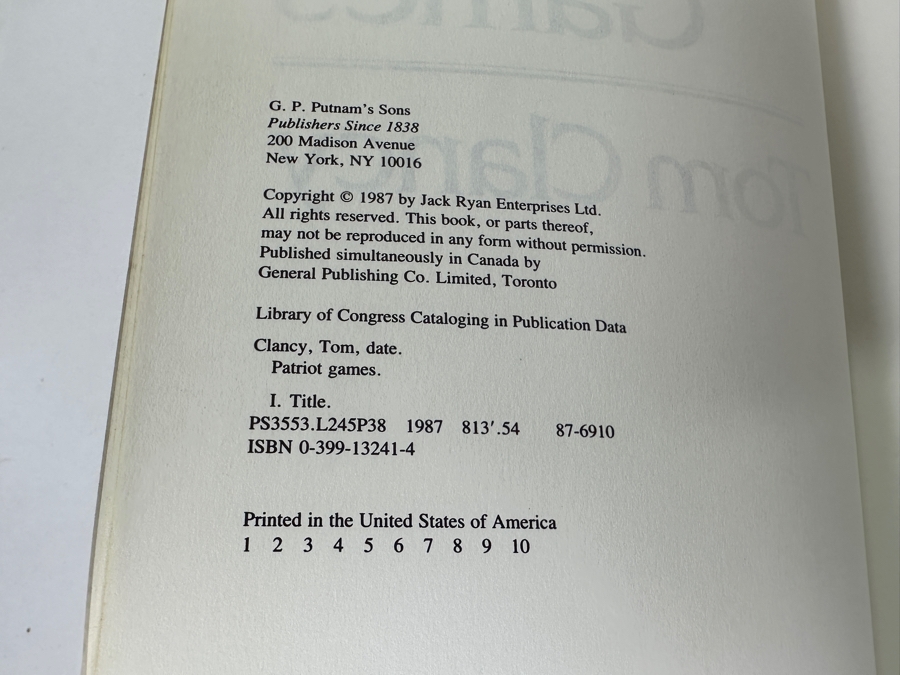 G. P. Putnam's Sons
Publishers Since 1838
200 Madison Avenue
New York, NY 10016
Copyright © 1987 by Jack Ryan Enterprises Ltd.
All rights reserved. This book, or parts thereof,
may not be reproduced in any form without permission.
Published simultaneously in Canada by
General Publishing Co. Limited, Toronto
Library of Congress Cataloging in Publication Data
Clancy, Tom, date.
Patriot games.
I. Title.
PS3553.L245P38 1987 813′.54 87-6910
ISBN 0-399-13241-4
Printed in the United States of America
1 2 3 4 5 6 7 8 9 10